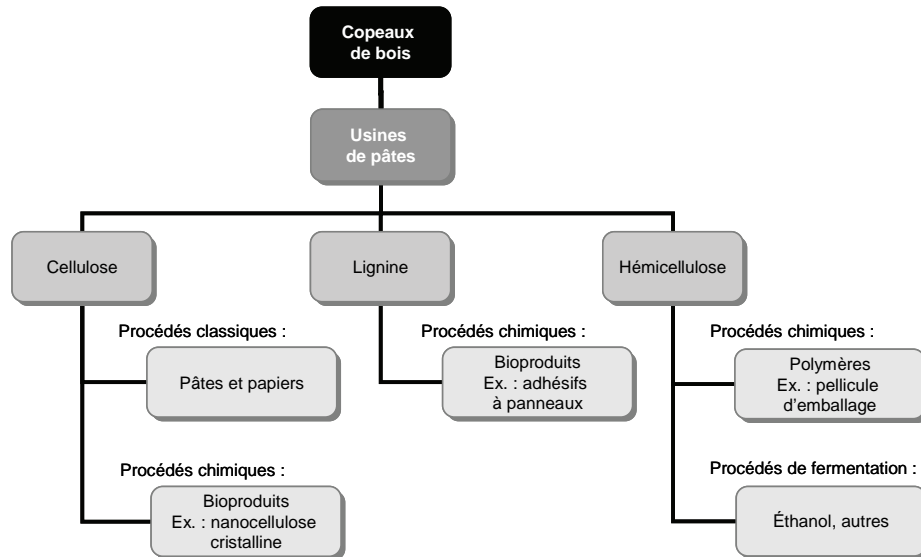 Copeaux
de bois
Usines
de pâtes
Cellulose
Lignine
Hémicellulose
Procédés classiques :
Pâtes et papiers
Procédés chimiques :
Bioproduits
Ex. : nanocellulose
cristalline
Procédés chimiques :
Bioproduits
Ex. : adhésifs
à panneaux
Procédés chimiques :
Polymères
Ex. : pellicule
d'emballage
Procédés de fermentation :
Éthanol, autres